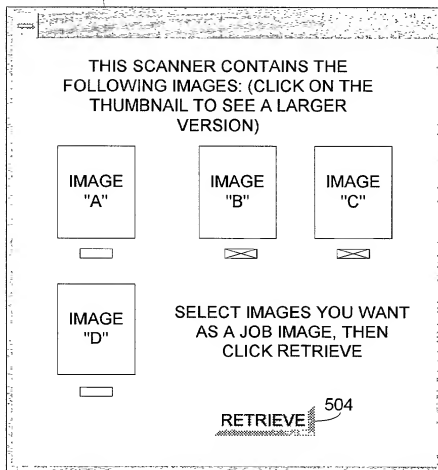 THIS SCANNER CONTAINS THE
FOLLOWING IMAGES: (CLICK ON THE
THUMBNAIL TO SEE A LARGER
VERSION)
IMAGE
"A"
IMAGE
"B"
IMAGE
"C"
IMAGE
"D"
SELECT IMAGES YOU WANT
AS A JOB IMAGE, THEN
CLICK RETRIEVE
504
RETRIEVE